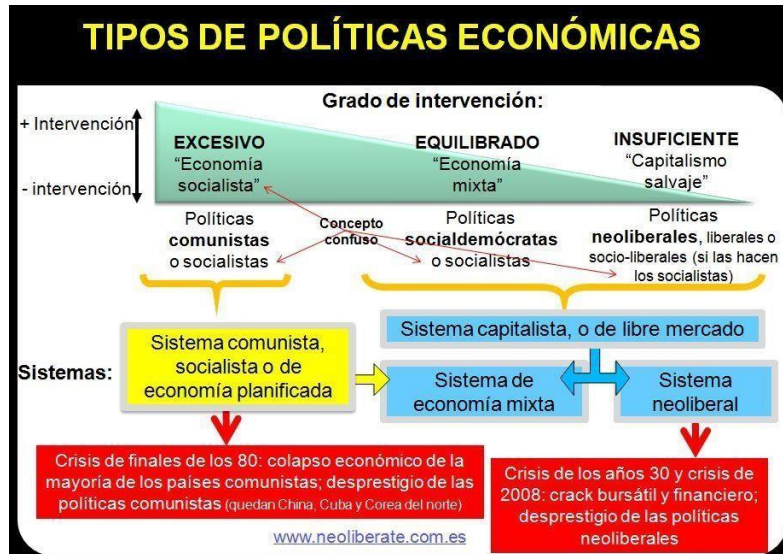 TIPOS DE POLÍTICAS ECONÓMICAS
Grado de intervención:
+ Intervención
- intervención
EXCESIVO
“Economía
socialista”
EQUILIBRADO
“Economía
mixta”
INSUFICIENTE
“Capitalismo
salvaje”
Políticas
comunistas
o socialistas
Concepto
confuso
Políticas
socialdemócratas
o socialistas
Políticas
neoliberales, liberales o
socio-liberales (si las hacen
los socialistas)
Sistemas:
Sistema comunista,
socialista o de
economía planificada
Sistema capitalista, o de libre mercado
Sistema de
economía mixta
Sistema
neoliberal
Crisis de finales de los 80: colapso económico de la
mayoría de los países comunistas; desprestigio de las
políticas comunistas (quedan China, Cuba y Corea del norte)
Crisis de los años 30 y crisis de
2008: crack bursátil y financiero;
desprestigio de las políticas
neoliberales
www.neoliberate.com.es